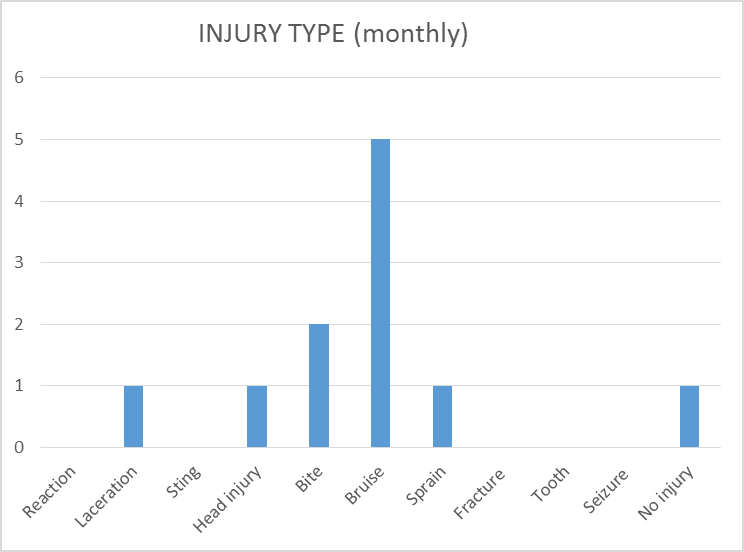 INJURY TYPE (monthly)
6
5
4
3
2
1
0
Reaction
Laceration
Sting
Head injury
Bite
Bruise
Sprain
Fracture
Tooth
Seizure
No injury